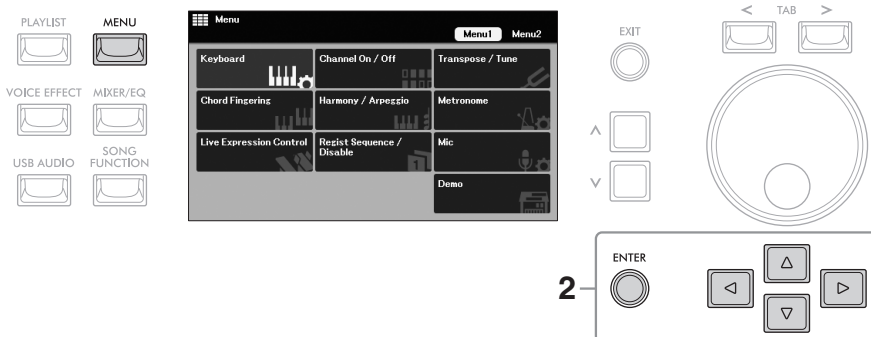 PLAYLIST
MENU
VOICE EFFECT
MIXER/EQ
USB AUDIO
SONG
FUNCTION
Menu
Menu1
Menu2
Keyboard
Channel On / Off
Transpose / Tune
Chord Fingering
Harmony / Arpeggio
Metronome
Live Expression Control
Regist Sequence /
Disable
1
Mic
Demo
EXIT
< TAB >
ENTER
2